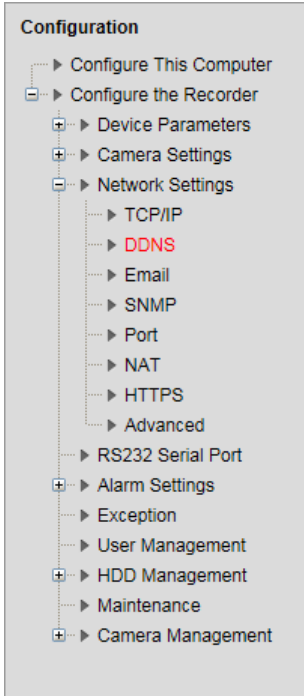 Configuration
Configure This Computer
Configure the Recorder
Device Parameters
Camera Settings
Network Settings
TCP/IP
DDNS
Email
SNMP
Port
NAT
HTTPS
Advanced
RS232 Serial Port
Alarm Settings
Exception
User Management
HDD Management
Maintenance
Camera Management